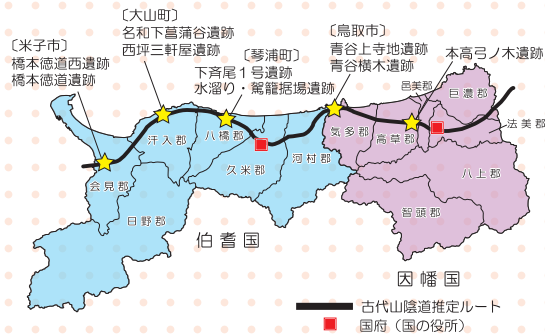 〔米子市〕
橋本徳道西遺跡
橋本徳道遺跡
〔大山町〕
名和下菖蒲谷遺跡
西坪三軒屋遺跡
〔琴浦町〕
下斉尾1号遺跡
水溜り・駕籠据場遺跡
〔鳥取市〕
青谷上寺地遺跡
青谷横木遺跡
本高弓ノ木遺跡
邑美郡
巨濃郡
法美郡
汗入郡
八橋郡
気多郡
高草郡
河村郡
久米郡
会見郡
八上郡
日野郡
智頭郡
伯耆国
因幡国
古代山陰道推定ルート
国府（国の役所）